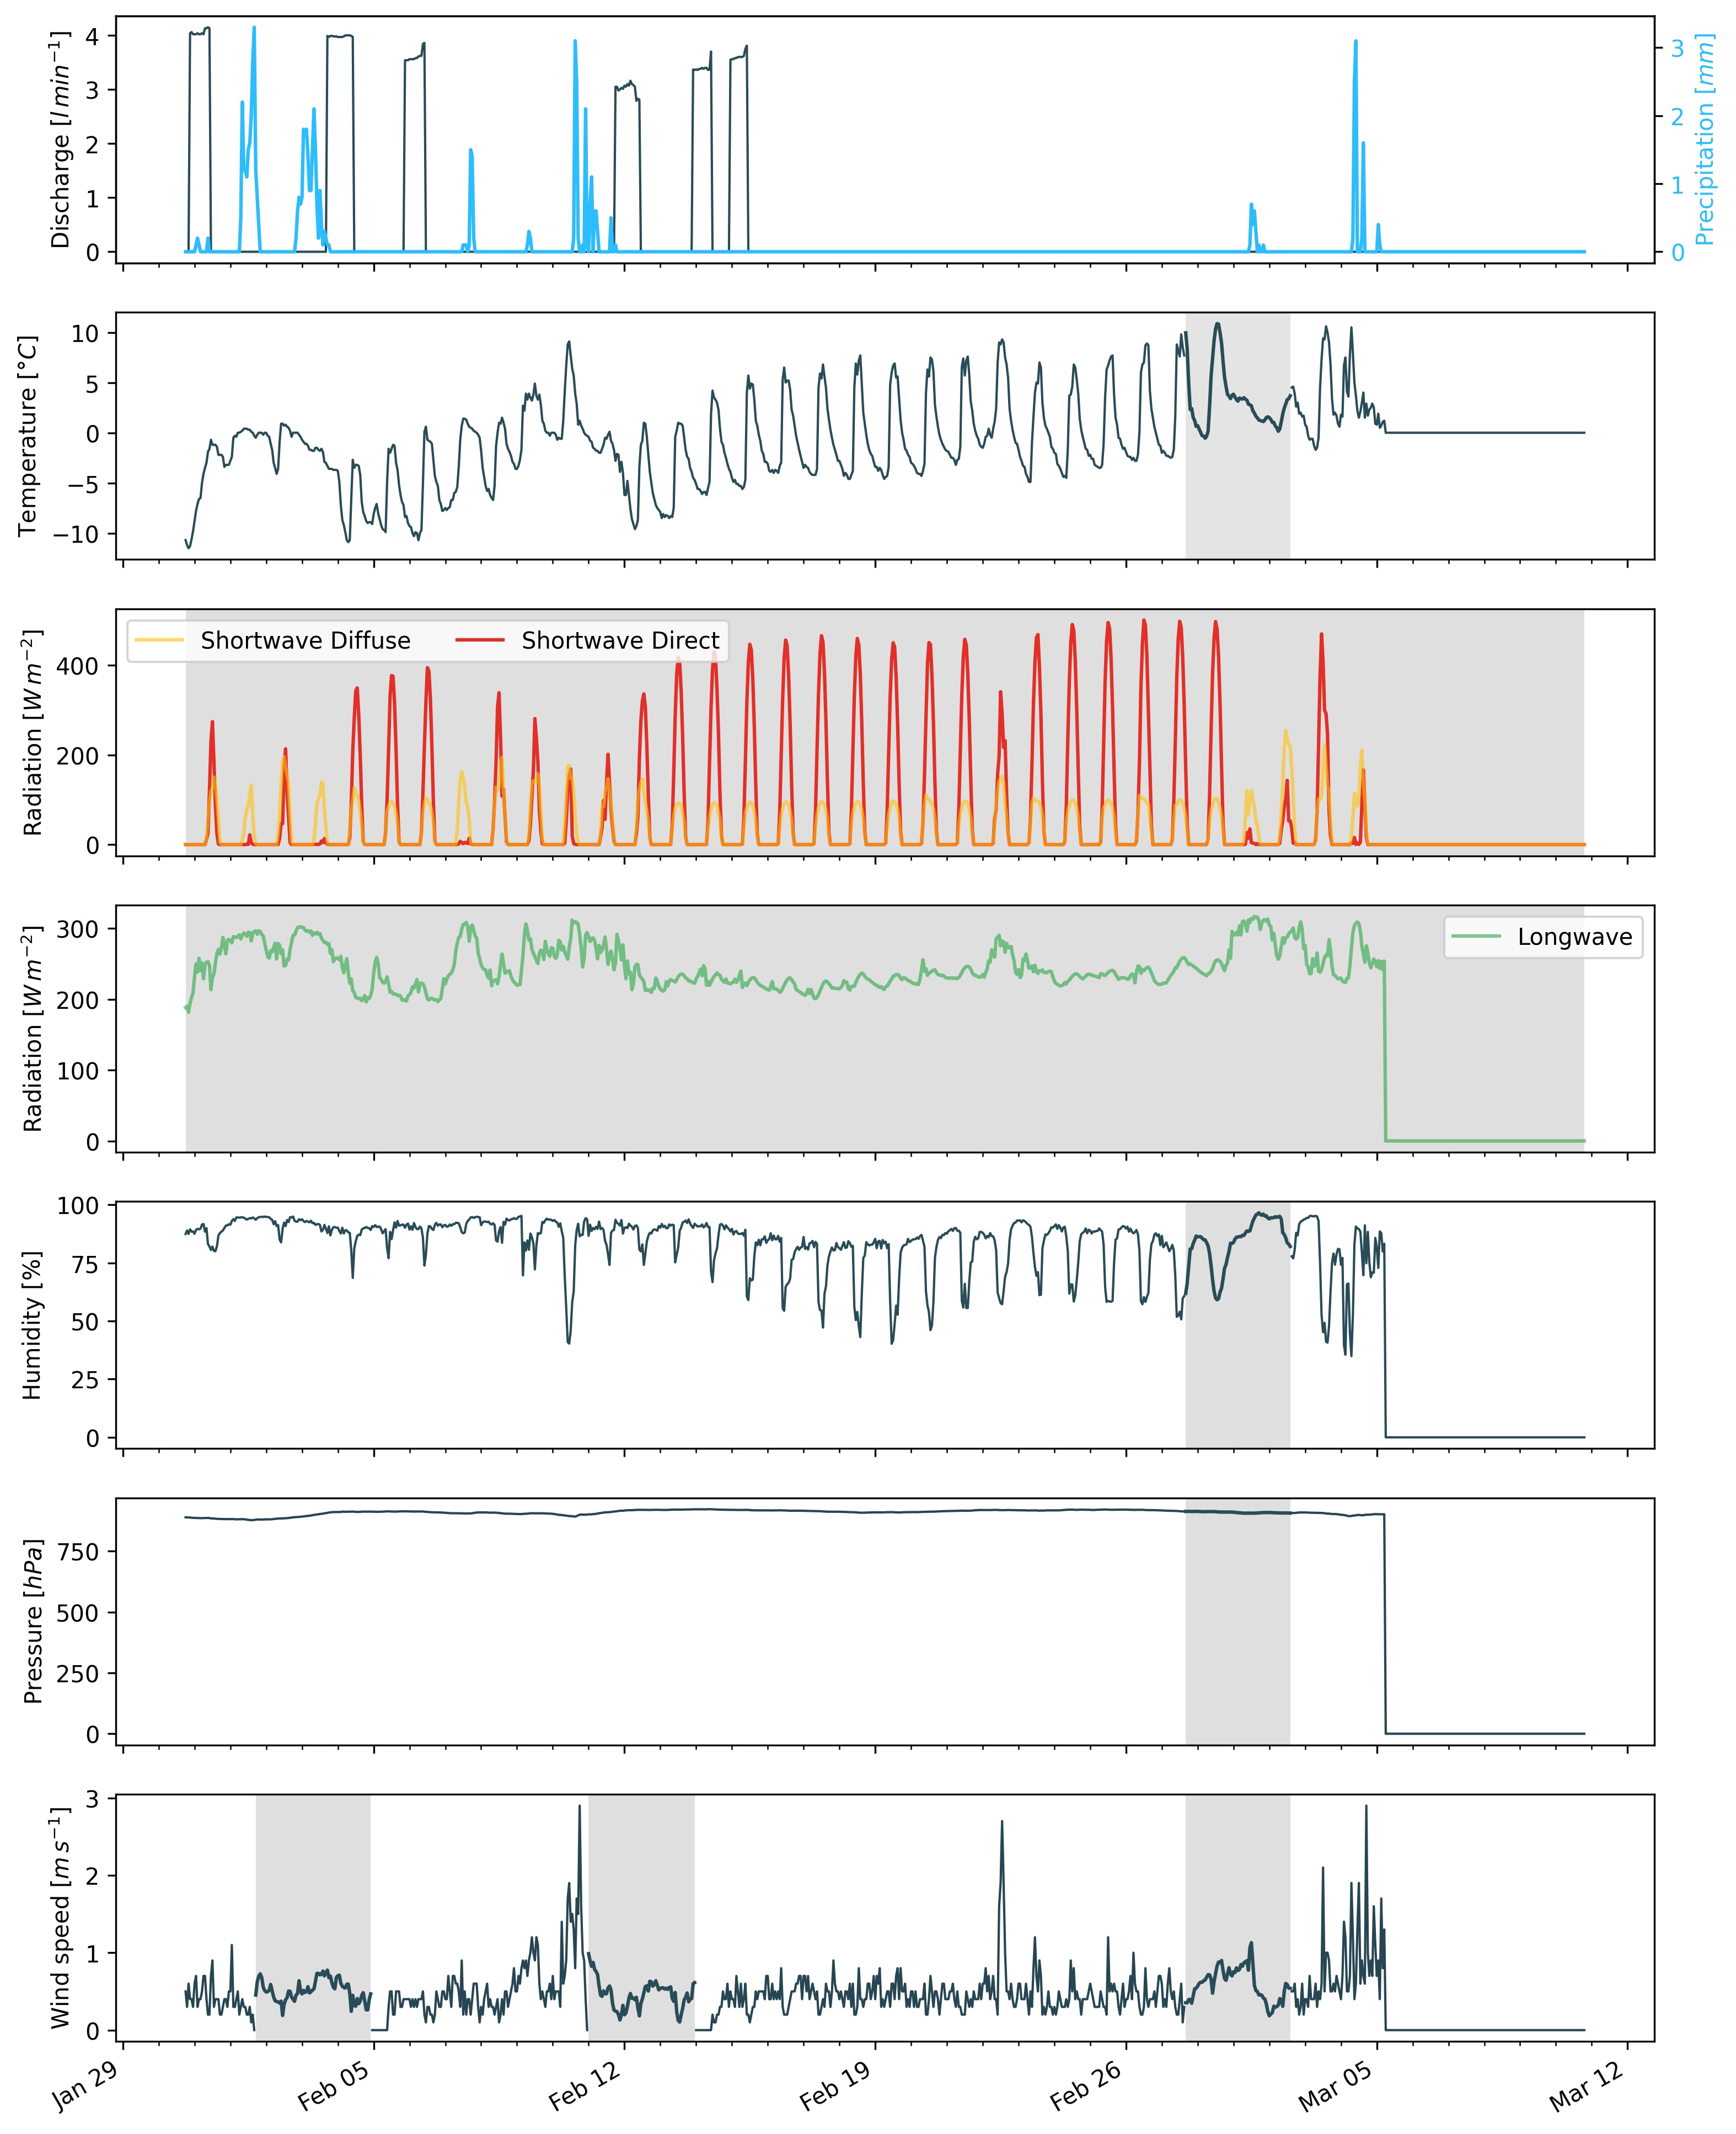 Discharge [l min⁻¹]
4
3
2
1
0
3
2
1
0
Precipitation [mm]
Temperature [°C]
10
5
0
−5
−10
Radiation [W m⁻²]
400
200
0
Shortwave Diffuse
Shortwave Direct
Radiation [W m⁻²]
300
200
100
0
Longwave
Humidity [%]
100
75
50
25
0
Pressure [hPa]
750
500
250
0
Wind speed [m s⁻¹]
3
2
1
0
Jan 29
Feb 05
Feb 12
Feb 19
Feb 26
Mar 05
Mar 12